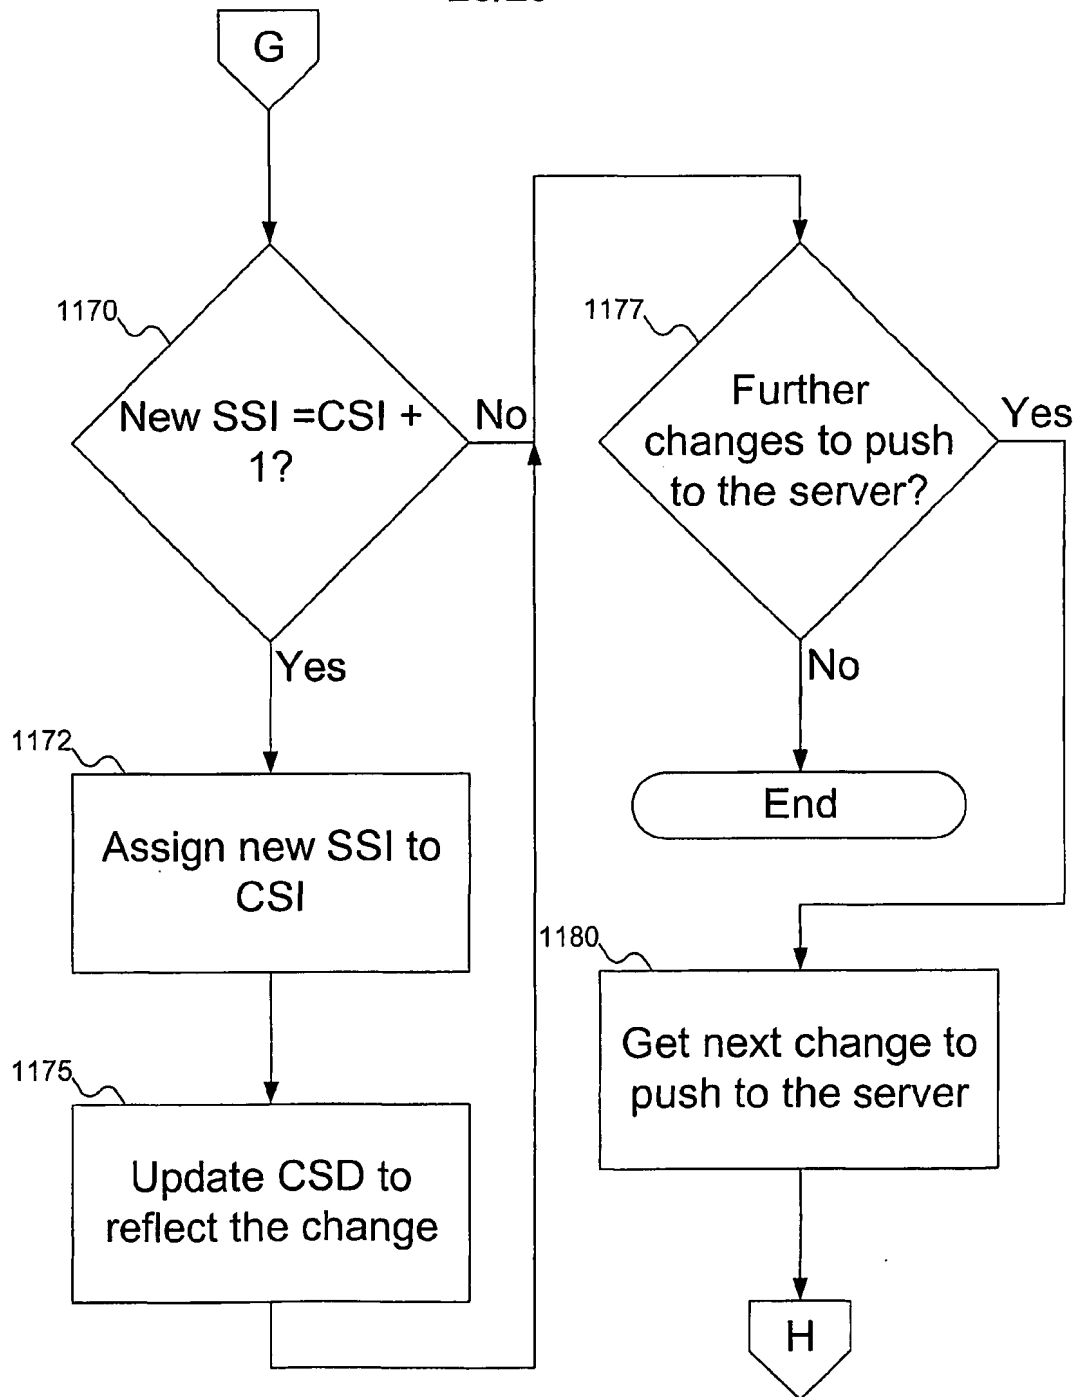 G
1170
New SSI =CSI +
1?
No
Yes
1172
Assign new SSI to
CSI
1175
Update CSD to
reflect the change
1177
Further
changes to push
to the server?
Yes
No
End
1180
Get next change to
push to the server
H